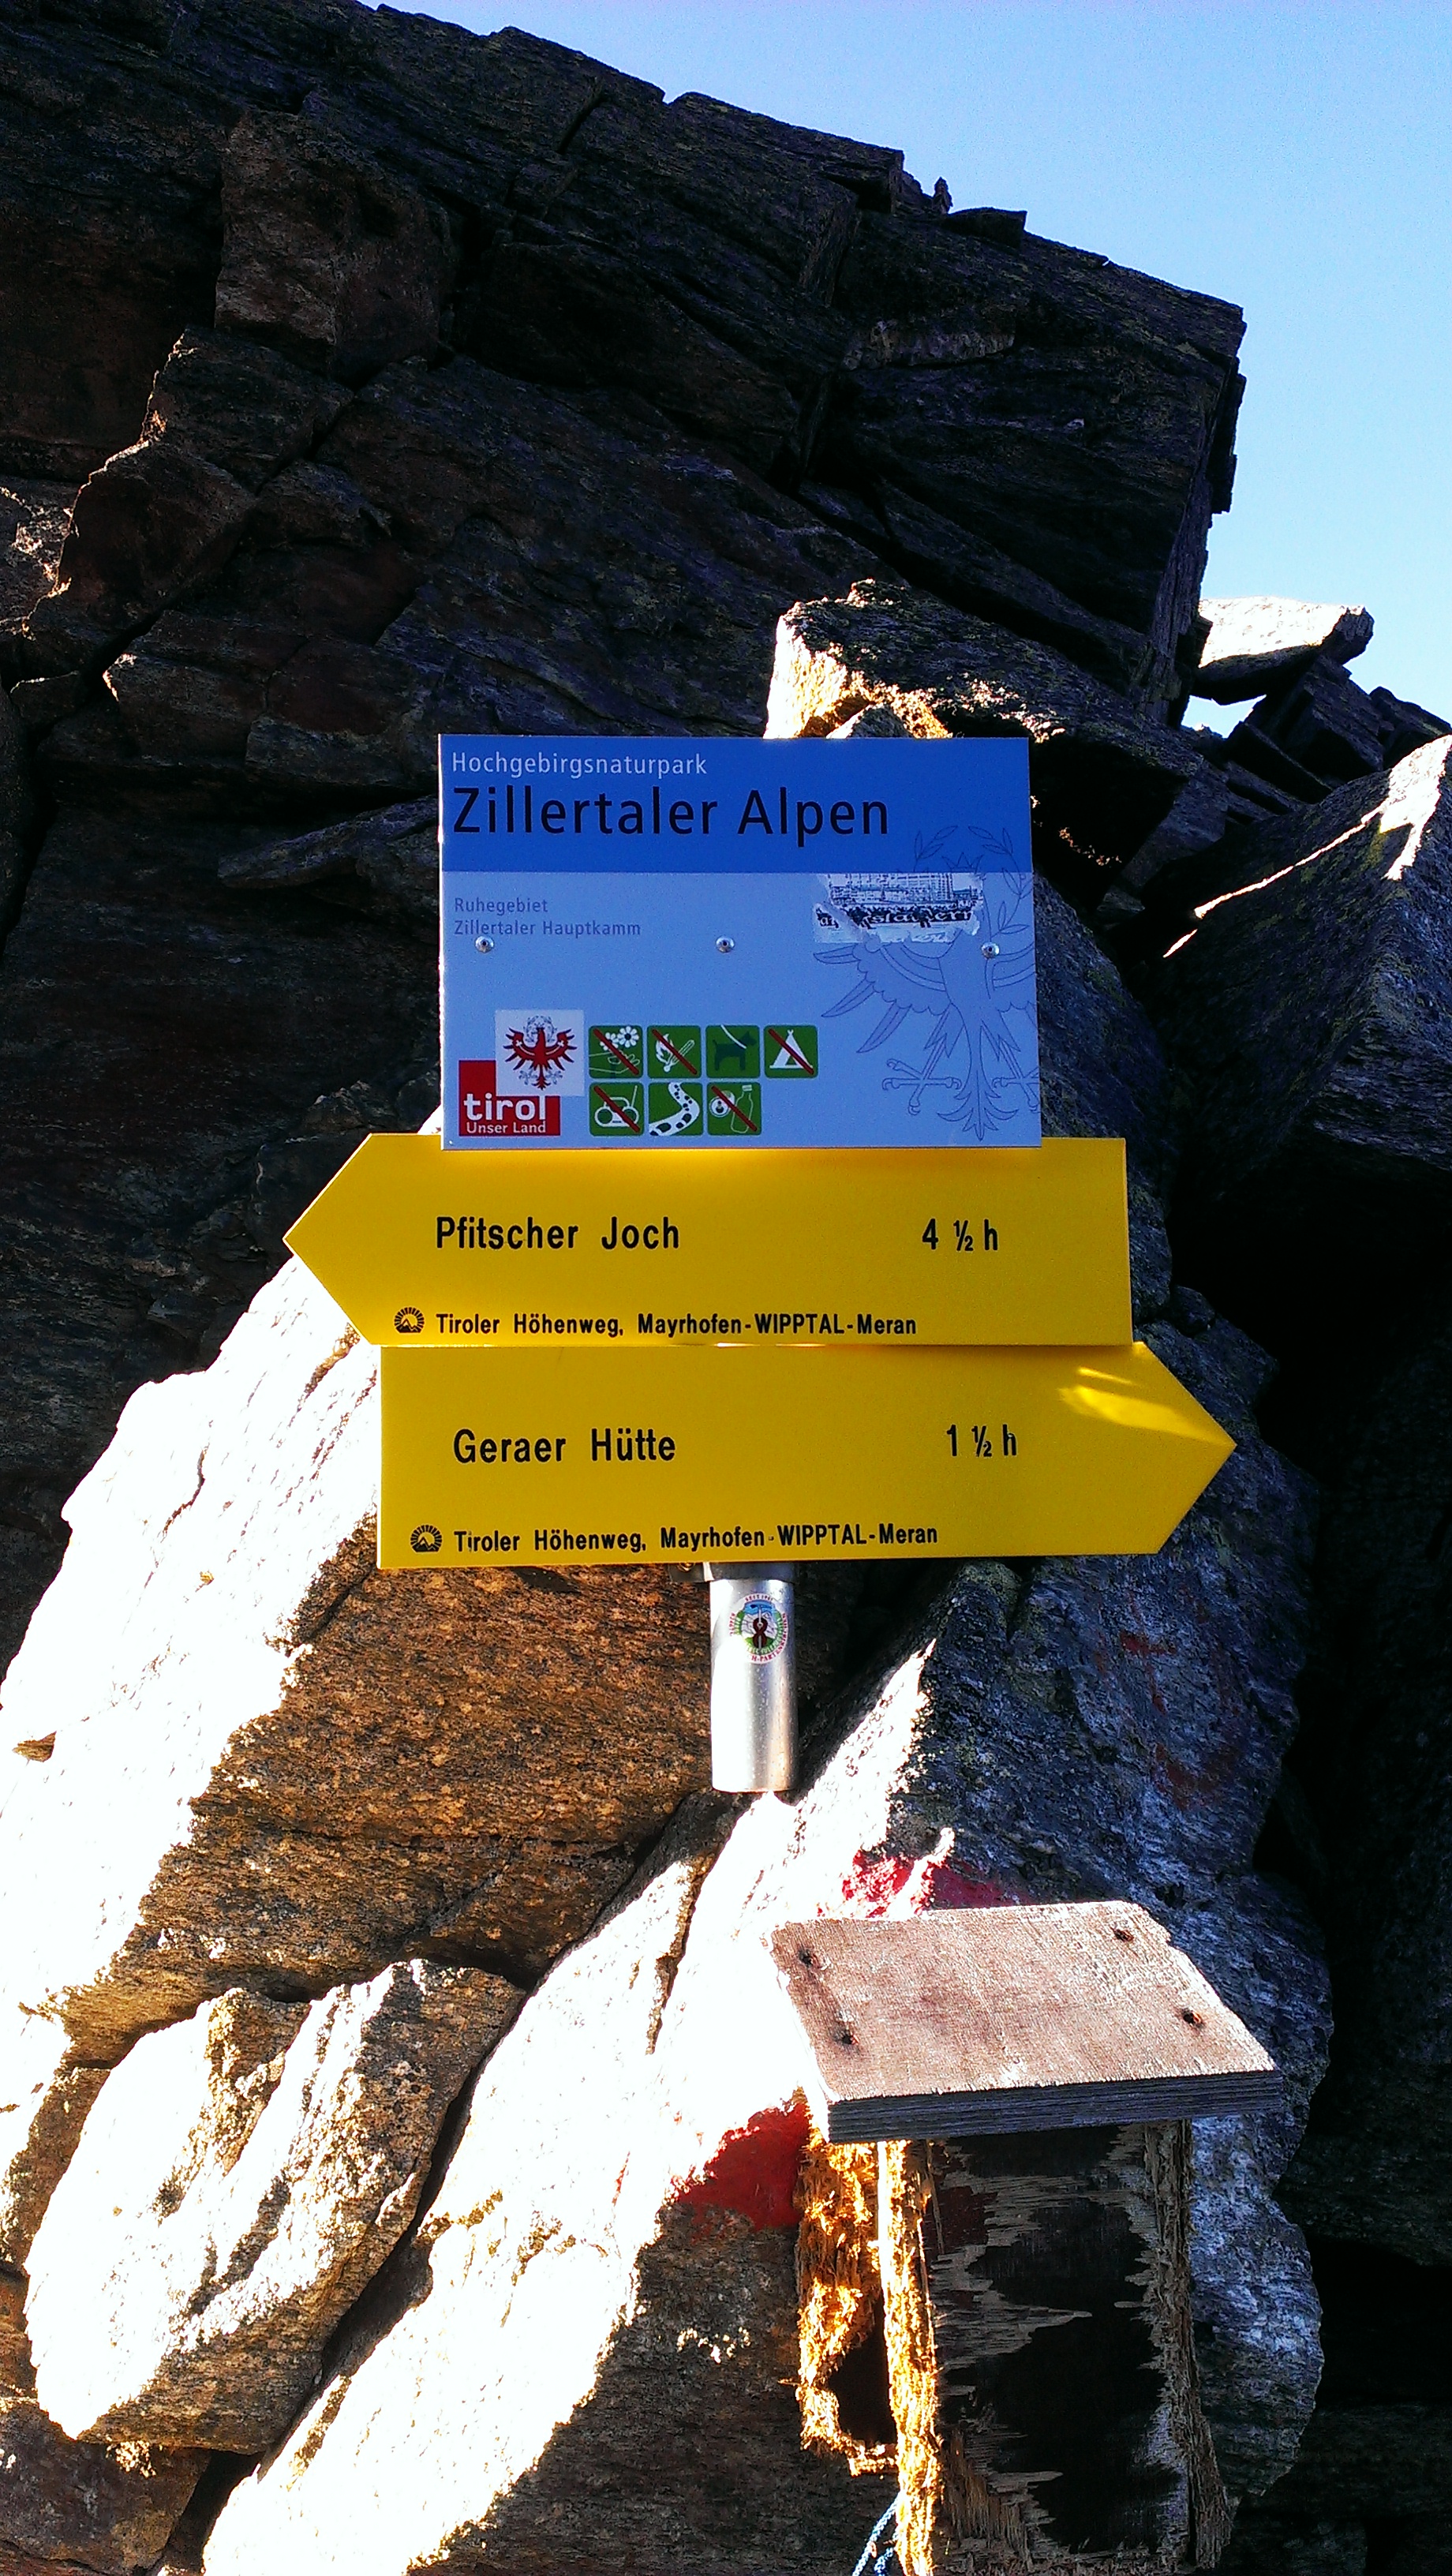 Hochgebirgsnaturpark
Zillertaler Alpen
Ruhegebiet
Zillertaler Hauptkamm
tirol
Unser Land
Pfitscher Joch 4 ½ h
Tiroler Höhenweg, Mayrhofen-WIPPTAL-Meran
Geraer Hütte 1 ½ h
Tiroler Höhenweg, Mayrhofen-WIPPTAL-Meran